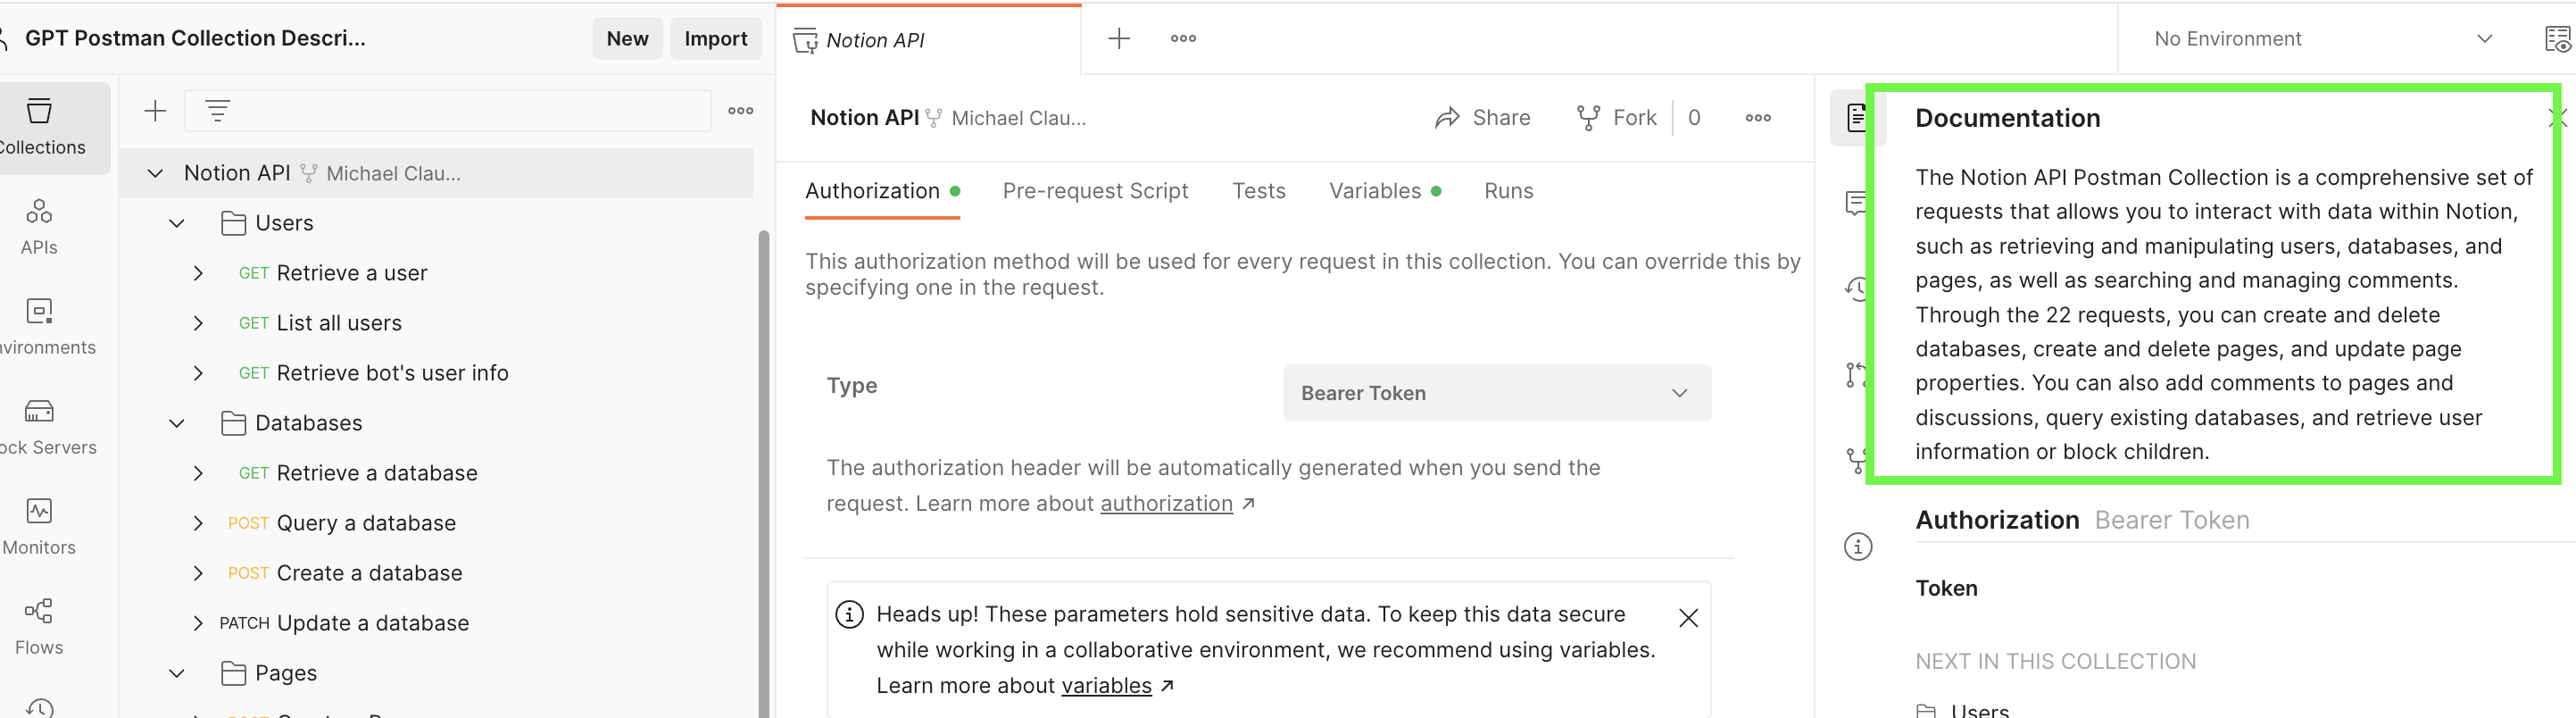 GPT Postman Collection Descri...
New
Import
Notion API
No Environment
Collections
APIs
nvironments
ock Servers
Monitors
Flows
Notion API Michael Clau...
Users
GET Retrieve a user
GET List all users
GET Retrieve bot's user info
Databases
GET Retrieve a database
POST Query a database
POST Create a database
PATCH Update a database
Pages
Notion API Michael Clau...
Share
Fork 0
Authorization
Pre-request Script
Tests
Variables
Runs
This authorization method will be used for every request in this collection. You can override this by
specifying one in the request.
Type
Bearer Token
The authorization header will be automatically generated when you send the
request. Learn more about authorization ↗
Heads up! These parameters hold sensitive data. To keep this data secure
while working in a collaborative environment, we recommend using variables.
Learn more about variables ↗
Documentation
The Notion API Postman Collection is a comprehensive set of
requests that allows you to interact with data within Notion,
such as retrieving and manipulating users, databases, and
pages, as well as searching and managing comments.
Through the 22 requests, you can create and delete
databases, create and delete pages, and update page
properties. You can also add comments to pages and
discussions, query existing databases, and retrieve user
information or block children.
Authorization Bearer Token
Token
NEXT IN THIS COLLECTION
Users